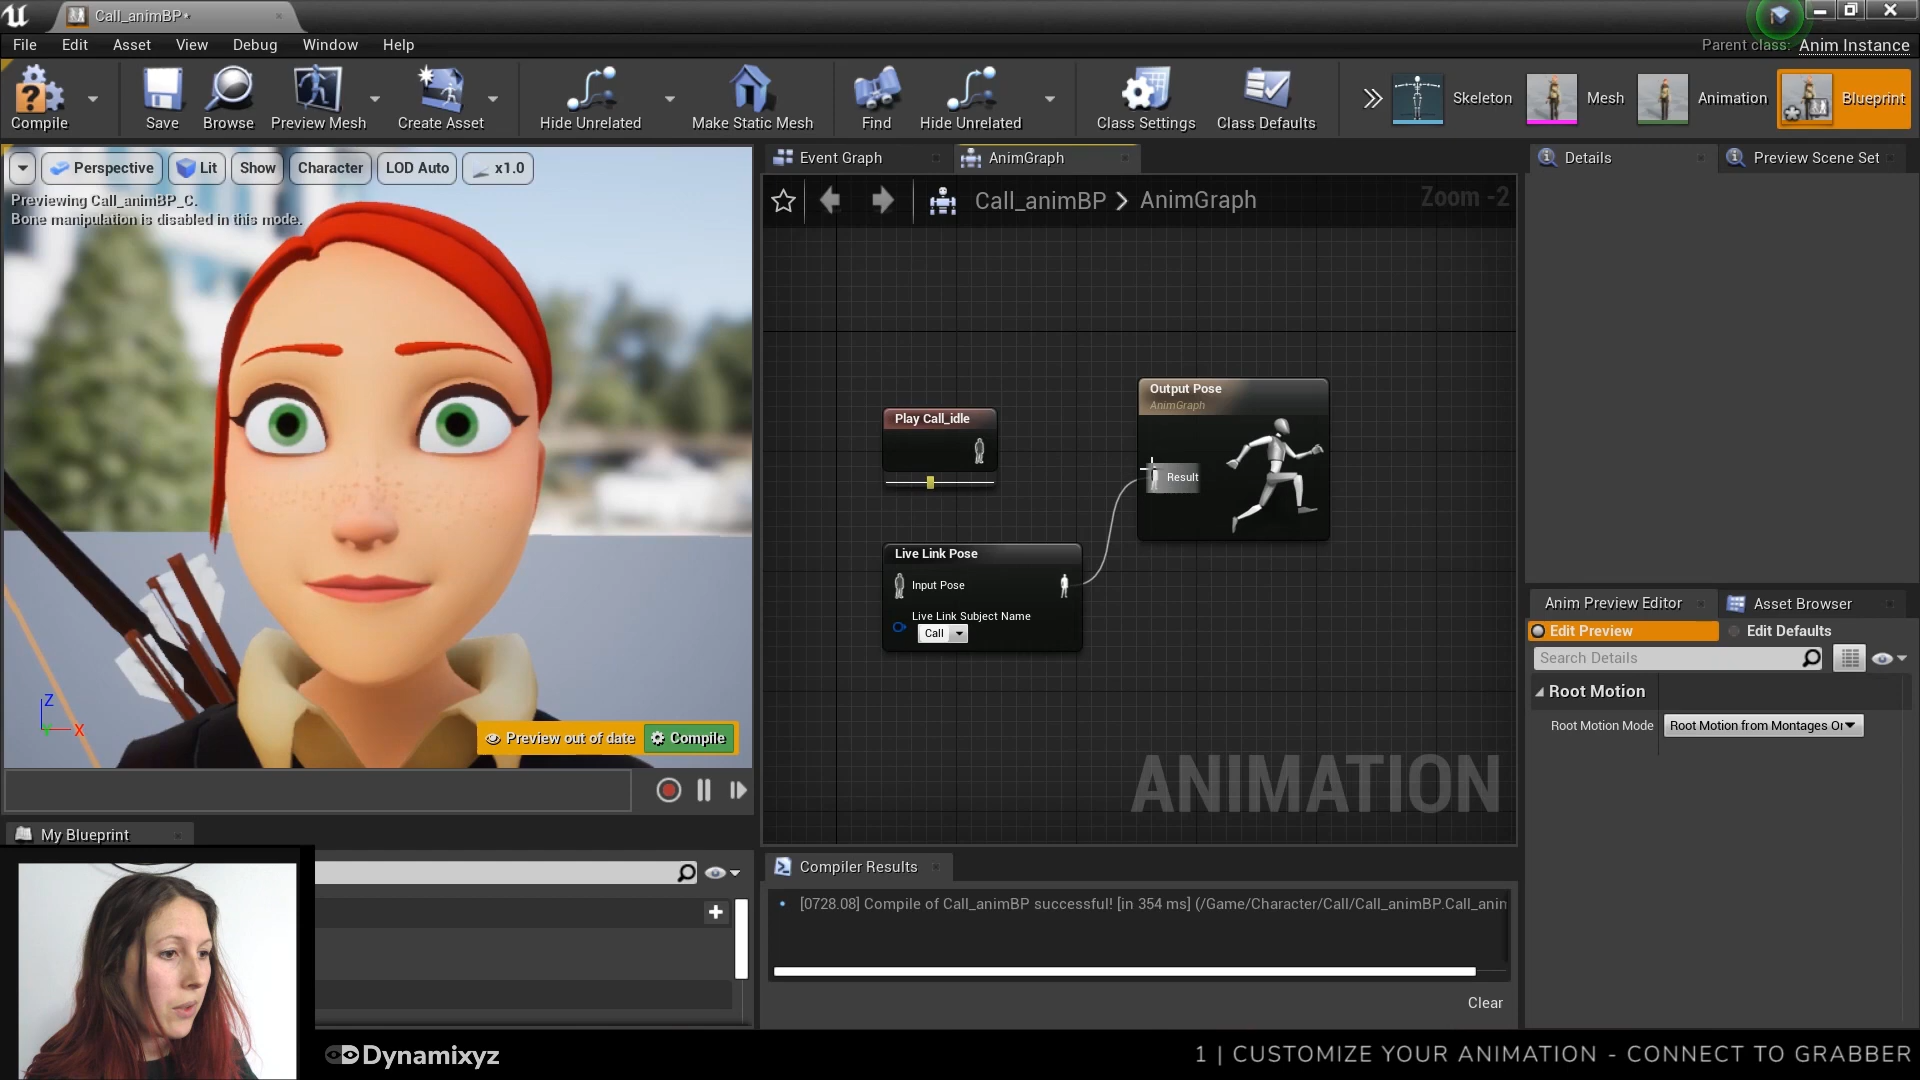 Call_animBP*
File Edit Asset View Debug Window Help
Parent class: Anim Instance
Compile
Save
Browse
Preview Mesh
Create Asset
Hide Unrelated
Make Static Mesh
Find
Hide Unrelated
Class Settings
Class Defaults
Skeleton
Mesh
Animation
Blueprint
Perspective
Lit
Show
Character
LOD Auto
x1.0
Previewing Call_animBP_C.
Bone manipulation is disabled in this mode.
Z
Y
X
Preview out of date
Compile
Event Graph
AnimGraph
Call_animBP > AnimGraph
Zoom -2
Play Call_idle
Output Pose
AnimGraph
Result
Live Link Pose
Input Pose
Live Link Subject Name
Call
ANIMATION
Details
Preview Scene Set
Anim Preview Editor
Asset Browser
Edit Preview
Edit Defaults
Search Details
Root Motion
Root Motion Mode
Root Motion from Montages Or
My Blueprint
Compiler Results
[0728.08] Compile of Call_animBP successful! [in 354 ms] (/Game/Character/Call/Call_animBP.Call_anim
Clear
Dynamixyz
1 | CUSTOMIZE YOUR ANIMATION - CONNECT TO GRABBER